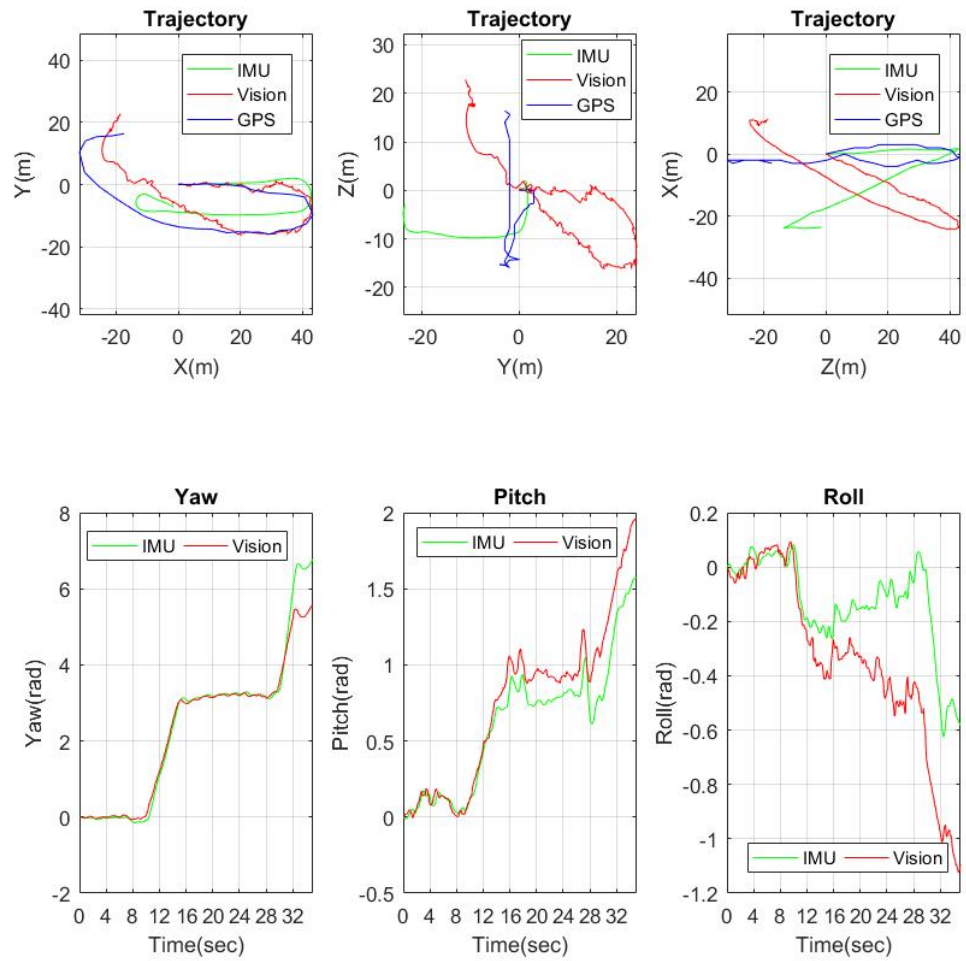 Trajectory
Y(m)
40
20
0
-20
-40
IMU
Vision
GPS
-20 0 20 40
X(m)
Trajectory
Z(m)
30
20
10
0
-10
-20
IMU
Vision
GPS
-20 0 20
Y(m)
Trajectory
X(m)
20
0
-20
-40
IMU
Vision
GPS
-20 0 20 40
Z(m)
Yaw
Yaw(rad)
8
6
4
2
0
-2
IMU Vision
0 4 8 12 16 20 24 28 32
Time(sec)
Pitch
Pitch(rad)
2
1.5
1
0.5
0
-0.5
IMU Vision
0 4 8 12 16 20 24 28 32
Time(sec)
Roll
Roll(rad)
0.2
0
-0.2
-0.4
-0.6
-0.8
-1
-1.2
IMU Vision
0 4 8 12 16 20 24 28 32
Time(sec)